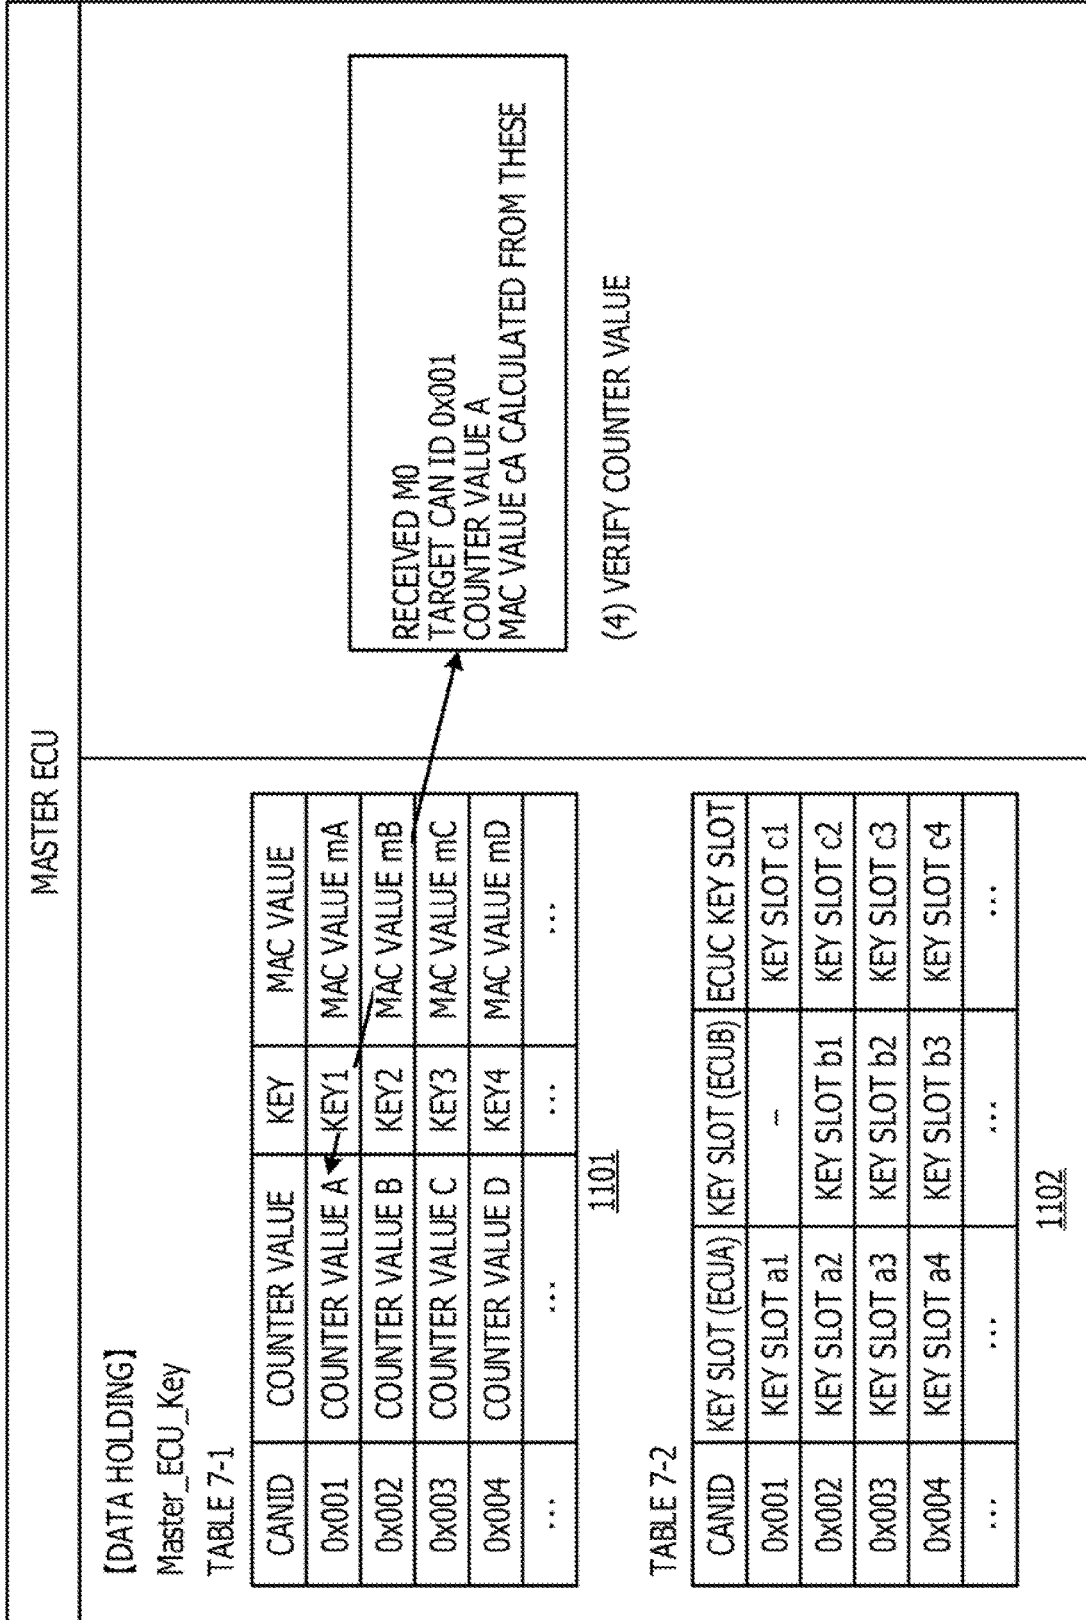 MASTER ECU
[DATA HOLDING]
Master_ECU_Key
TABLE 7-1
CANID COUNTER VALUE KEY MAC VALUE
0x001 COUNTER VALUE A KEY1 MAC VALUE mA
0x002 COUNTER VALUE B KEY2 MAC VALUE mB
0x003 COUNTER VALUE C KEY3 MAC VALUE mC
0x004 COUNTER VALUE D KEY4 MAC VALUE mD
... ... ... ...
1101
TABLE 7-2
CANID KEY SLOT (ECUA) KEY SLOT (ECUB) ECUC KEY SLOT
0x001 KEY SLOT a1 – KEY SLOT c1
0x002 KEY SLOT a2 KEY SLOT b1 KEY SLOT c2
0x003 KEY SLOT a3 KEY SLOT b2 KEY SLOT c3
0x004 KEY SLOT a4 KEY SLOT b3 KEY SLOT c4
... ... ... ...
1102
RECEIVED M0
TARGET CAN ID 0x001
COUNTER VALUE A
MAC VALUE cA CALCULATED FROM THESE
(4) VERIFY COUNTER VALUE